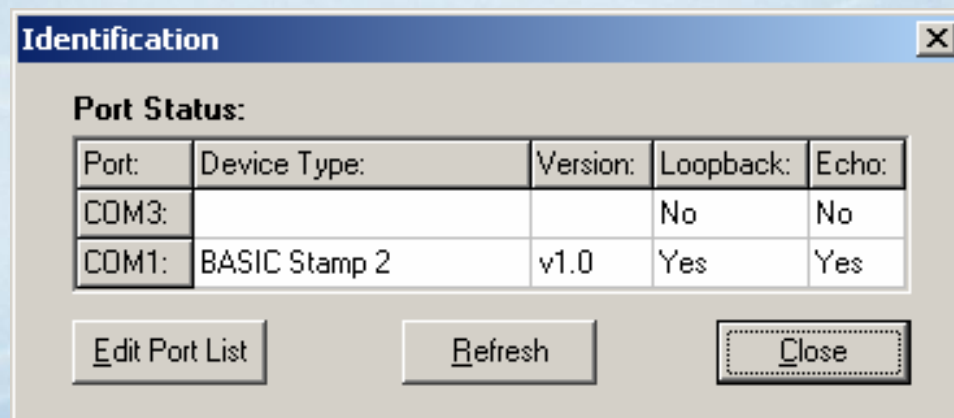 Identification
Port Status:
Port: Device Type: Version: Loopback: Echo:
COM3: No No
COM1: BASIC Stamp 2 v1.0 Yes Yes
Edit Port List Refresh Close